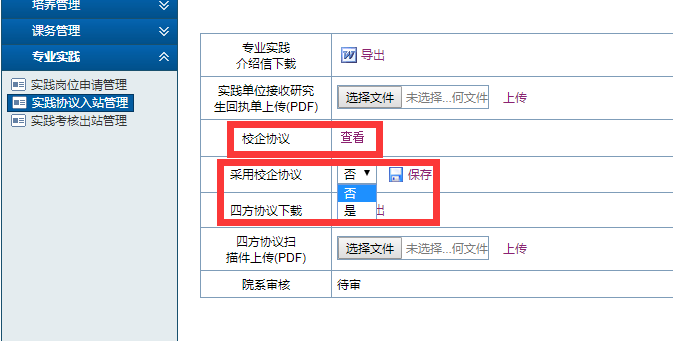 培养管理
课务管理
专业实践
实践岗位申请管理
实践协议入站管理
实践考核出站管理
专业实践
介绍信下载
导出
实践单位接收研究
生回执单上传(PDF)
选择文件 未选择...何文件 上传
校企协议
查看
采用校企协议
否
保存
否
是
四方协议下载
出
四方协议扫
描件上传(PDF)
选择文件 未选择...何文件 上传
院系审核
待审